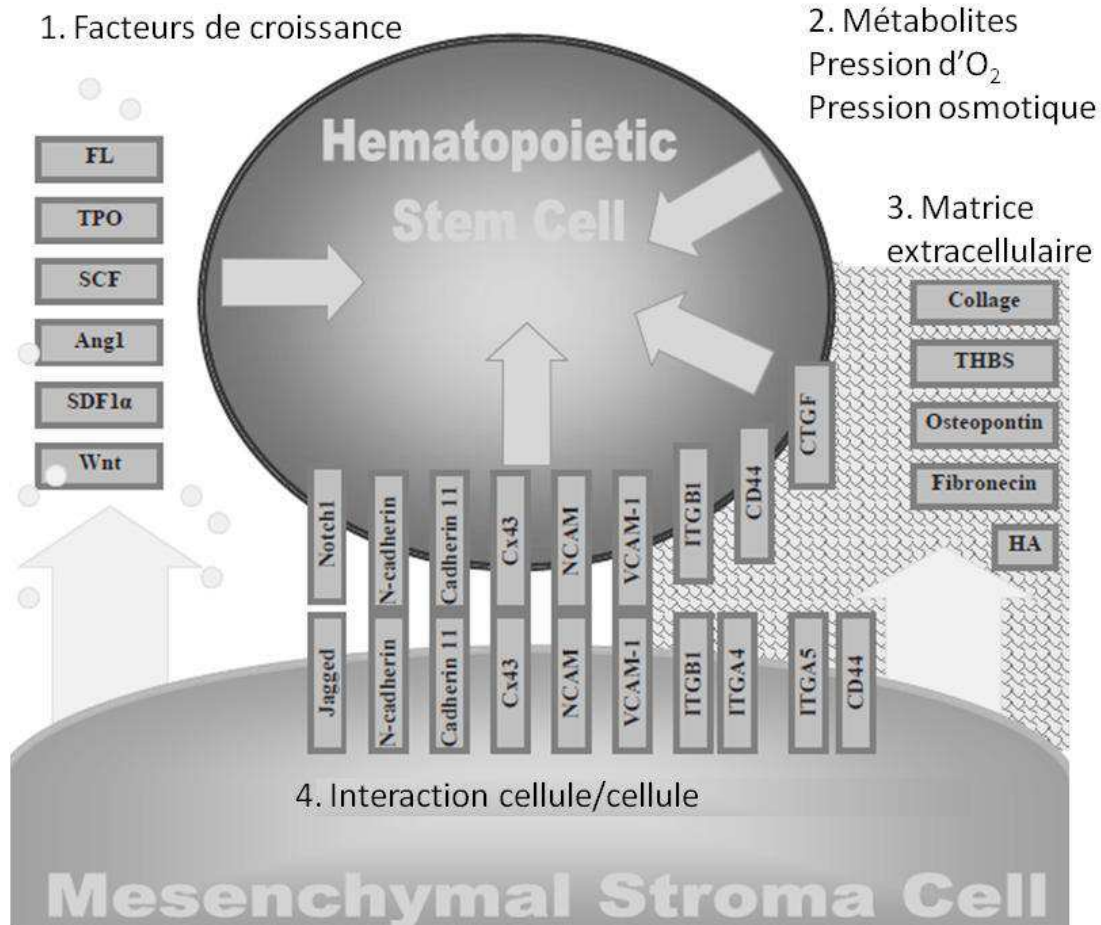 1. Facteurs de croissance
2. Métabolites
Pression d'O₂
Pression osmotique
FL
TPO
SCF
Ang1
SDF1α
Wnt
Hematopoietic
Stem Cell
3. Matrice
extracellulaire
Collage
THBS
Osteopontin
Fibronecin
HA
Notch1
N-cadherin
Cadherin 11
Cx43
NCAM
VCAM-1
ITGB1
CD44
CTGF
Jagged
N-cadherin
Cadherin 11
Cx43
NCAM
VCAM-1
ITGB1
ITGA4
ITGA5
CD44
4. Interaction cellule/cellule
Mesenchymal Stroma Cell